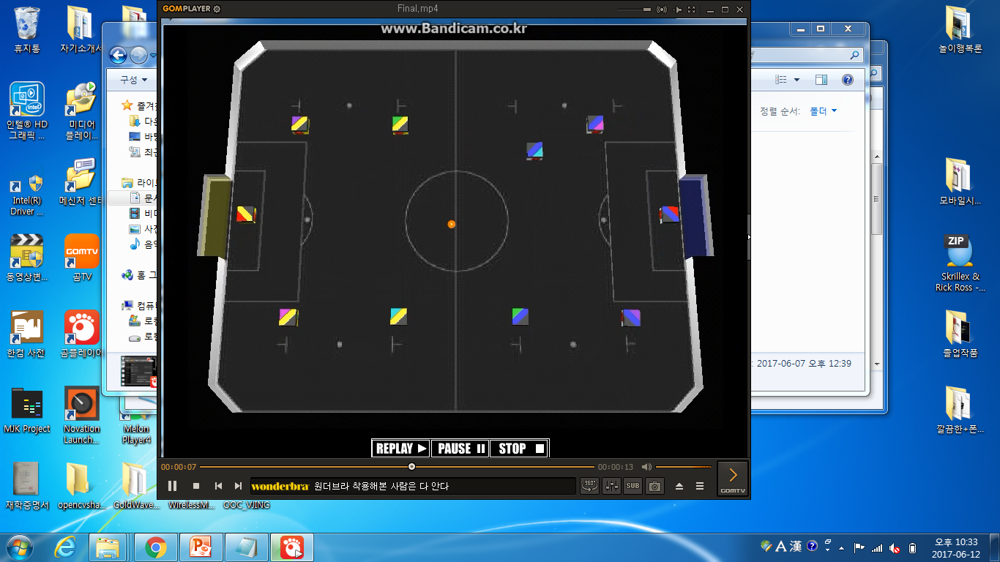 GOMPLAYER
Final,mp4
www.Bandicam.co.kr
휴지통
자기소개서
인텔® HD
그래픽 ...
미디어
플레이...
Intel(R)
Driver ...
메신저 센터
동영상변...
곰TV
한컴 사전
곰플레이어
MJK Project
Novation
Launch...
Melon
Player4
재학증명서
opencvsha...
GoldWave...
WirelessM...
OOC_VJING
구성
즐겨찾
다운
바탕
최근
라이브
문서
비디
사진
음악
홈 그
컴퓨터
로컬
로컬
정렬 순서:
폴더
2017-06-07 오후 12:39
놀이행복론
모바일시...
ZIP
Skrillex &
Rick Ross -...
졸업작품
깔끔한+폰...
REPLAY
PAUSE
STOP
00:00:07
00:00:13
wonderbra 원더브라 착용해본 사람은 다 안다
360°
SUB
GOMTV
A 漢
오후 10:33
2017-06-12